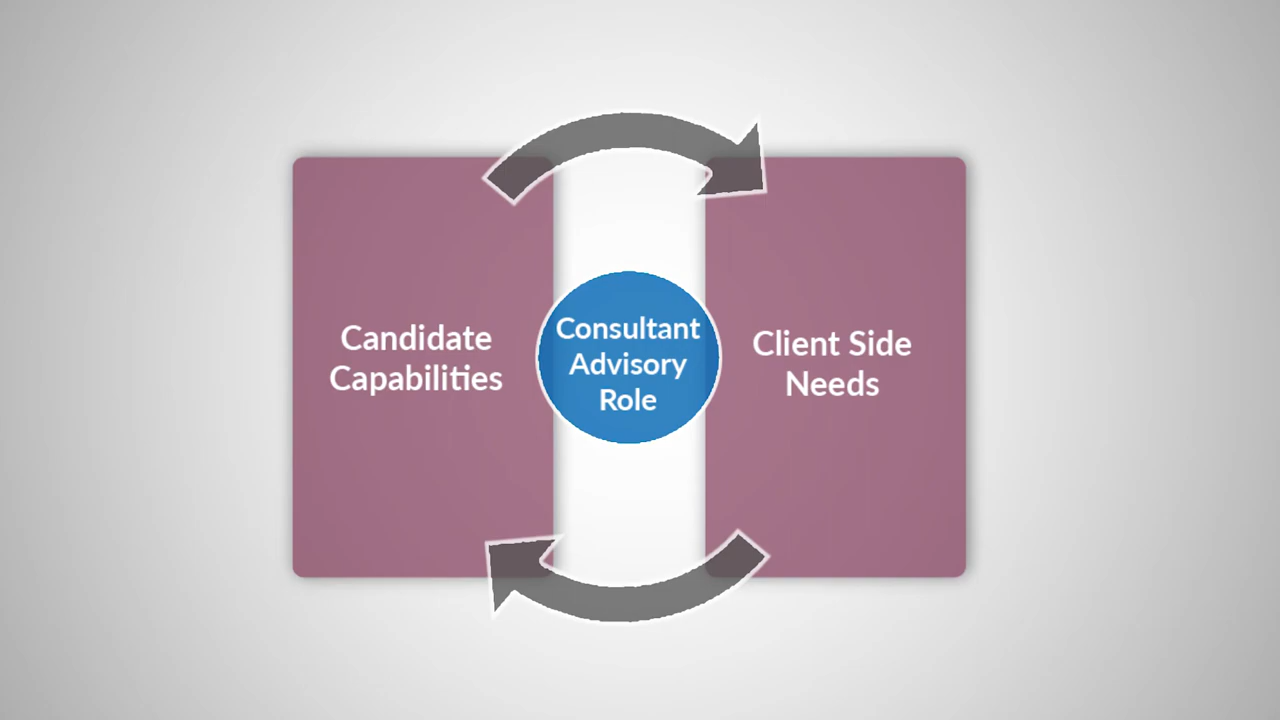 Candidate
Capabilities
Consultant
Advisory
Role
Client Side
Needs